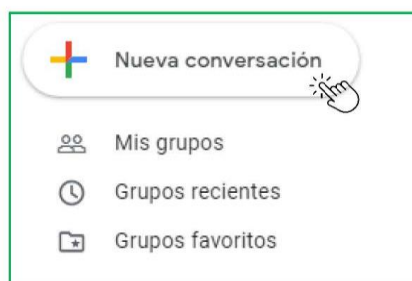 Nueva conversación
Mis grupos
Grupos recientes
Grupos favoritos